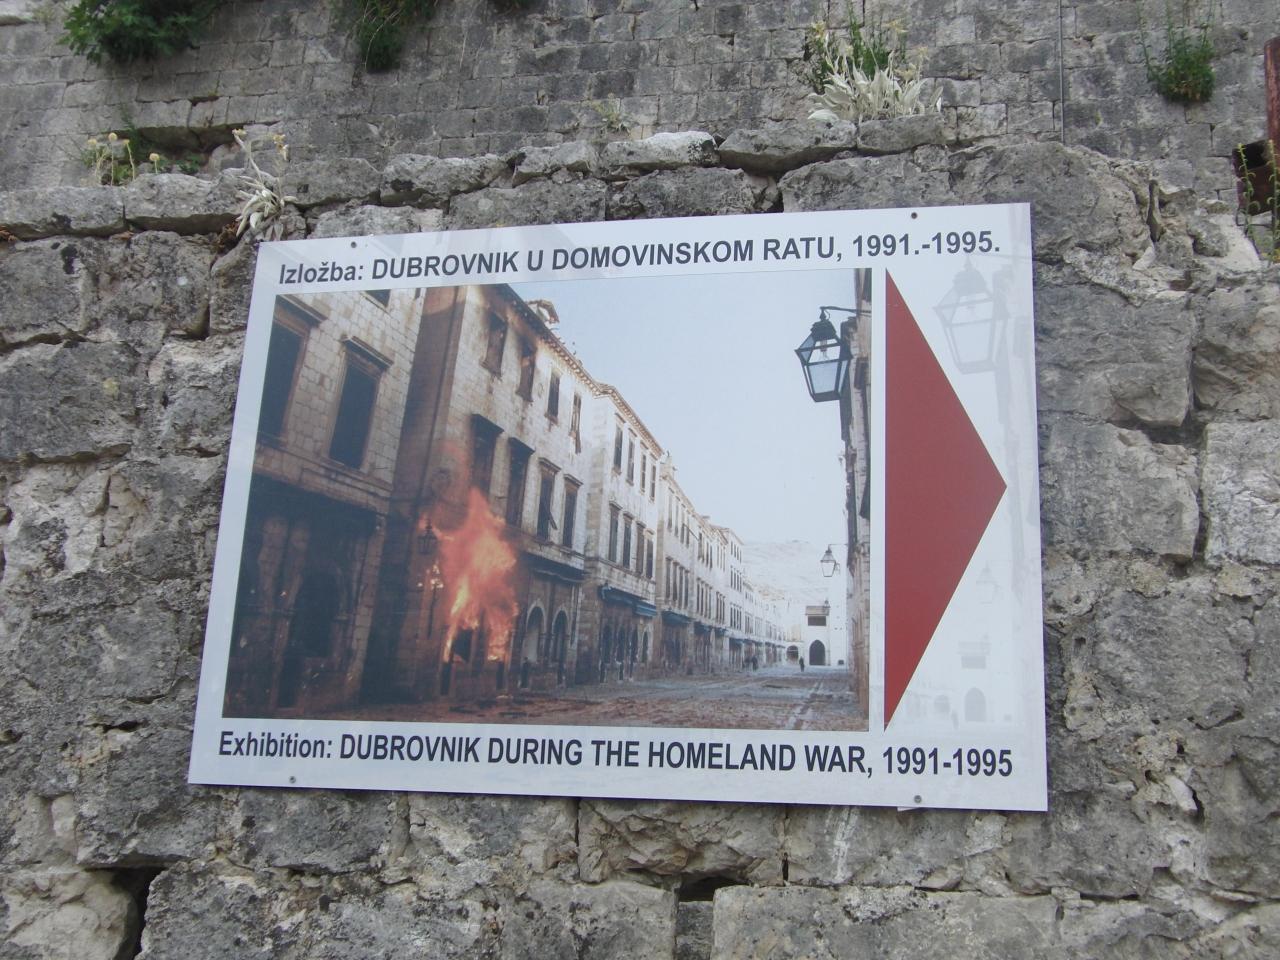 Izložba: DUBROVNIK U DOMOVINSKOM RATU, 1991.-1995.
Exhibition: DUBROVNIK DURING THE HOMELAND WAR, 1991-1995